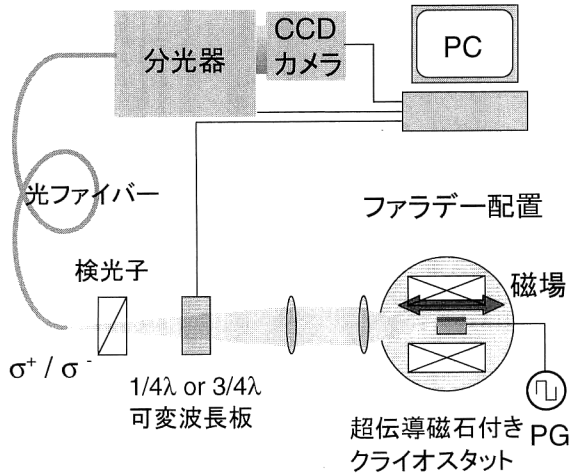 分光器
CCD
カメラ
PC
光ファイバー
ファラデー配置
検光子
磁場
σ⁺ / σ⁻
1/4λ or 3/4λ
可変波長板
超伝導磁石付き
クライオスタット
PG